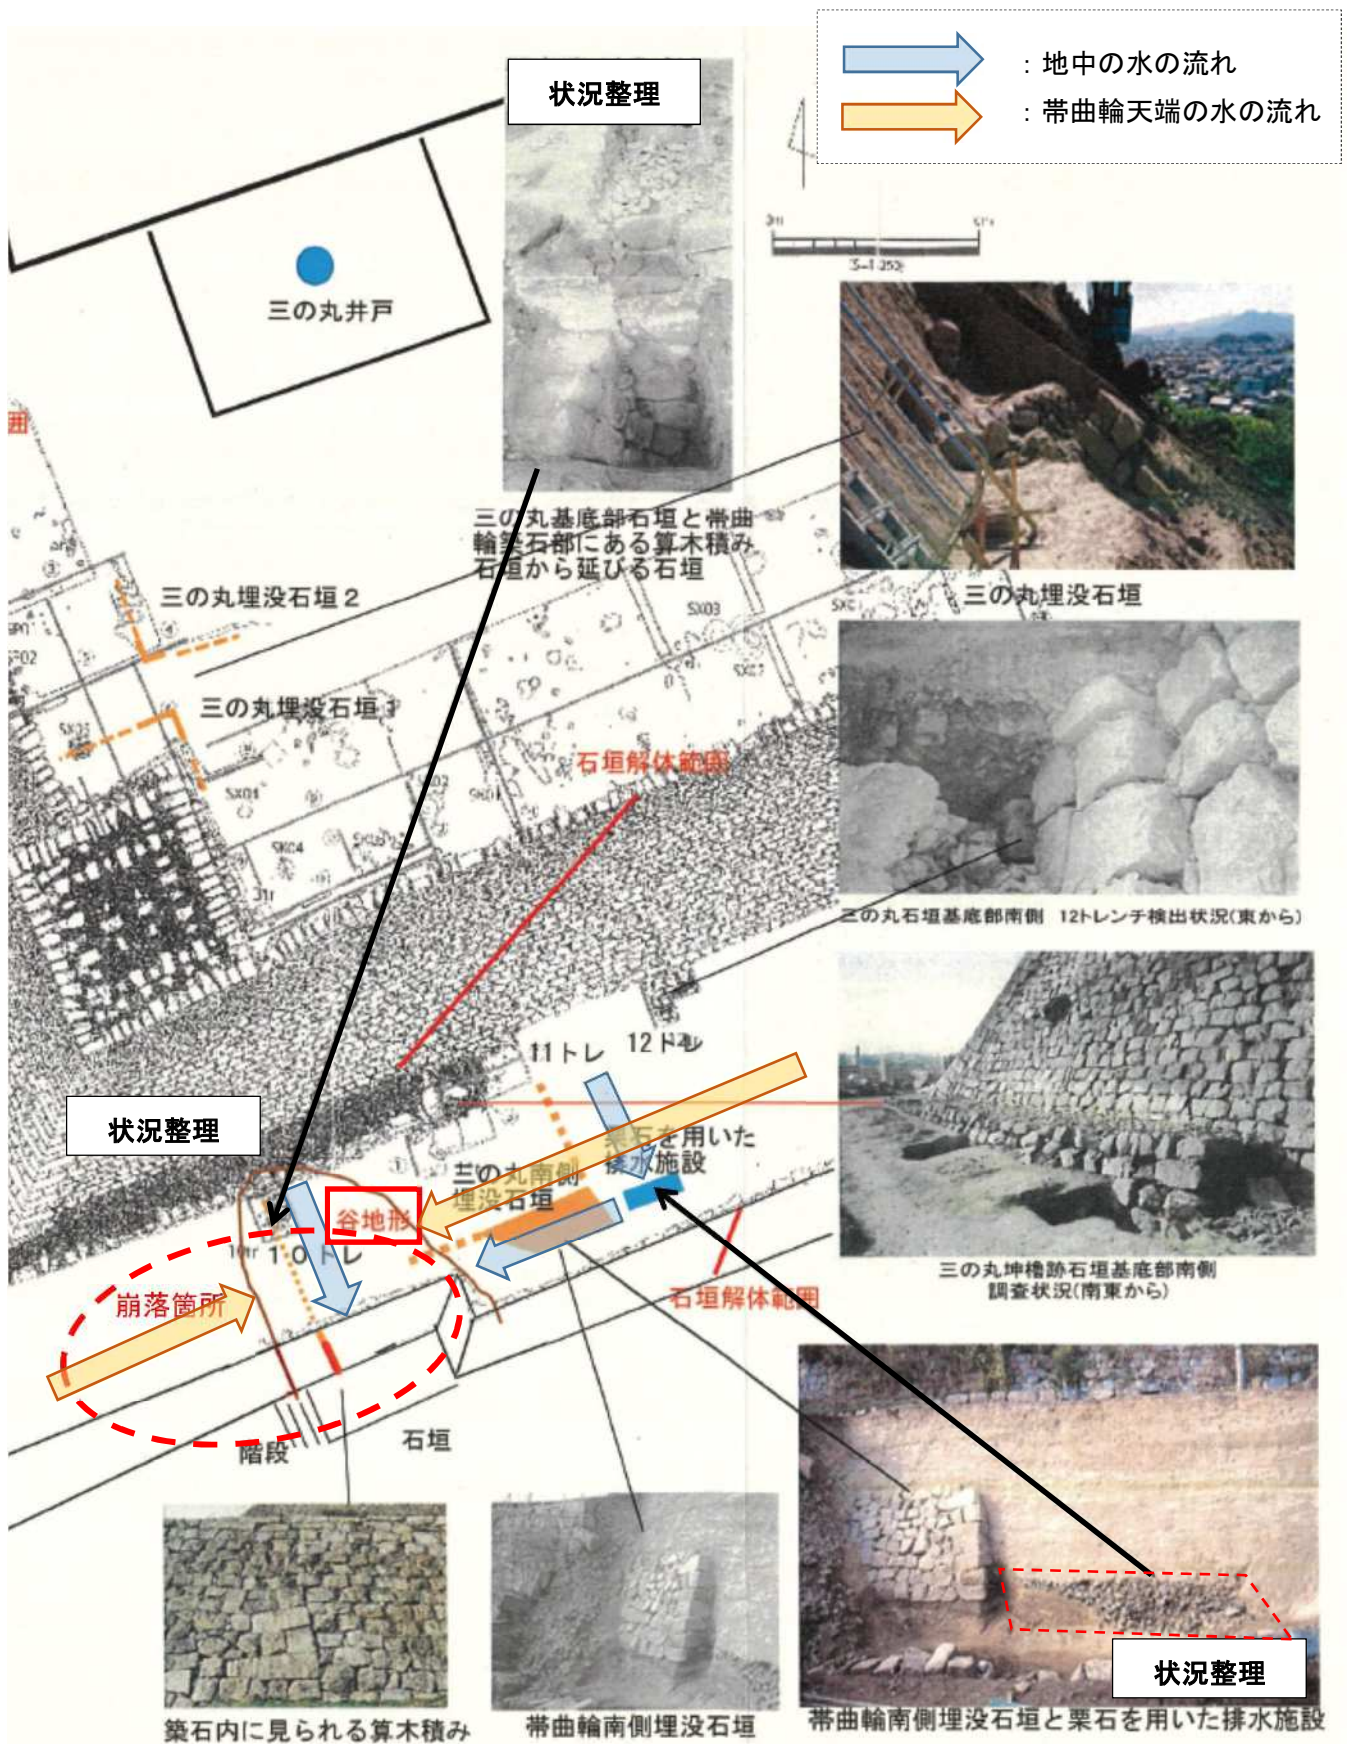 状況整理
：地中の水の流れ
：帯曲輪天端の水の流れ
三の丸井戸
S=1:250
三の丸基底部石垣と帯曲
輪築石部にある算木積み
石垣から延びる石垣
三の丸埋没石垣
三の丸埋没石垣２
SX03
三の丸埋没石垣１
石垣解体範囲
SX01
SK01
SK04
三の丸石垣基底部南側 12トレンチ検出状況(東から)
11トレ
12トレ
状況整理
栗石を用いた
排水施設
三の丸南側
埋没石垣
谷地形
１０トレ
崩落箇所
石垣解体範囲
三の丸坤櫓跡石垣基底部南側
調査状況(南東から)
階段
石垣
状況整理
築石内に見られる算木積み
帯曲輪南側埋没石垣
帯曲輪南側埋没石垣と栗石を用いた排水施設